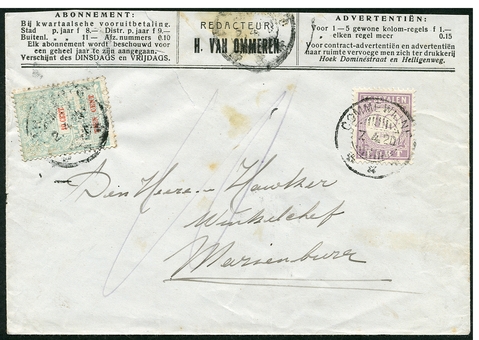 ABONNEMENT:
Bij kwartaalsche vooruitbetaling.
Stad p. jaar f 8.— Distr. p. jaar f 9.—
Buitenl. „ 11— Afz. nummers 0.10
Elk abonnement wordt beschouwd voor
een geheel jaar te zijn aangegaan.—
Verschijnt des DINSDAGS en VRIJDAGS.
REDACTEUR:
H. VAN OMMEREN.
ADVERTENTIËN:
Voor 1—5 gewone kolom-regels f 1.—
„ elken regel meer 0.15
Voor contract-advertentiën en advertentiën
naar ruimte vervoege men zich ter drukkerij
Hoek Dominéstraat en Heiligenweg.
COMMEWIJNE
Den Heere Hawtker
Winkelchef
Marienburg